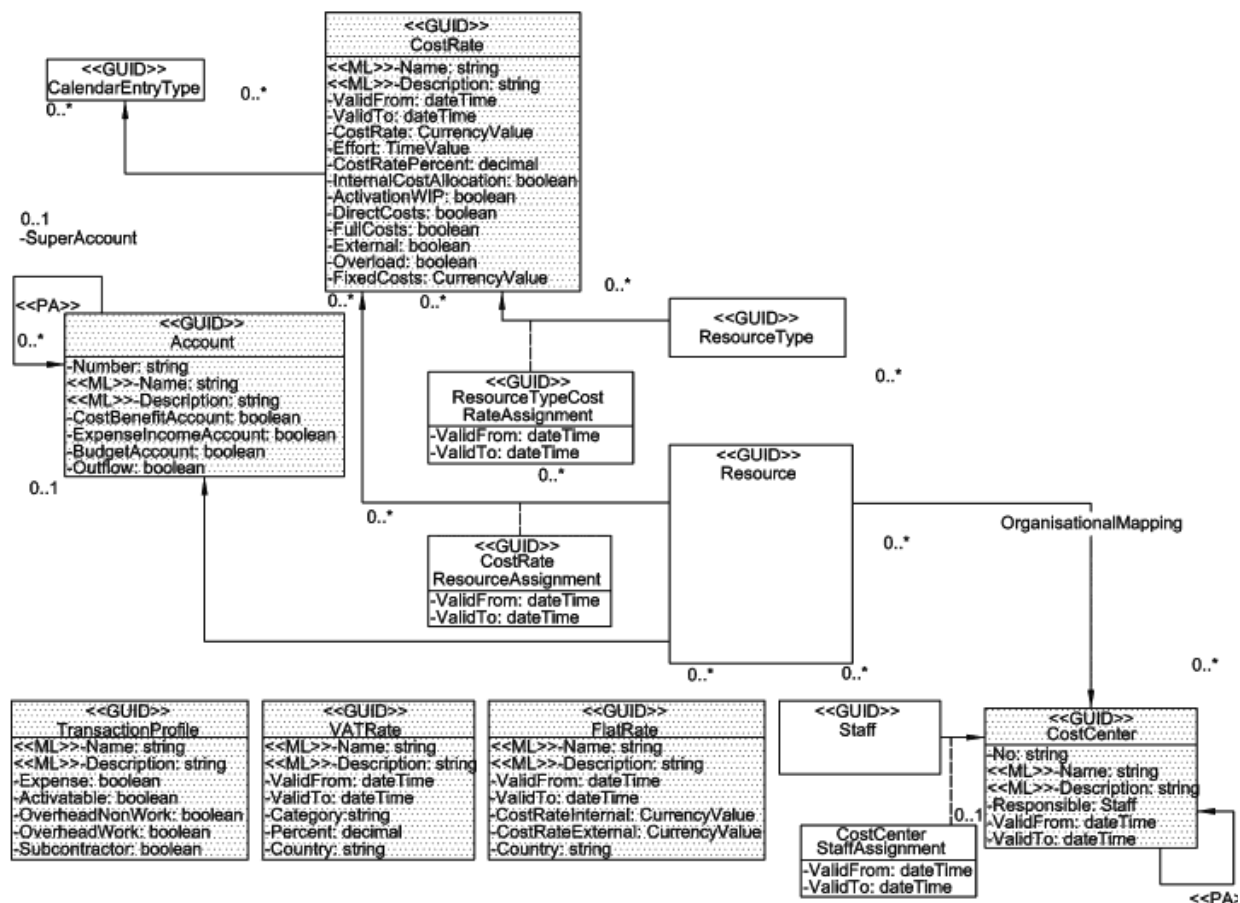 <<GUID>>
CostRate
<<ML>>-Name: string
<<ML>>-Description: string
-ValidFrom: dateTime
-ValidTo: dateTime
-CostRate: CurrencyValue
-Effort: TimeValue
-CostRatePercent: decimal
-InternalCostAllocation: boolean
-ActivationWIP: boolean
-DirectCosts: boolean
-FullCosts: boolean
-External: boolean
-Overload: boolean
-FixedCosts: CurrencyValue
<<GUID>>
CalendarEntryType
0..*
0..*
0..1
-SuperAccount
<<PA>>
0..*
0..*
0..*
0..*
<<GUID>>
Account
-Number: string
<<ML>>-Name: string
<<ML>>-Description: string
-CostBenefitAccount: boolean
-ExpenseIncomeAccount: boolean
-BudgetAccount: boolean
-Outflow: boolean
0..1
<<GUID>>
ResourceType
0..*
<<GUID>>
ResourceTypeCost
RateAssignment
-ValidFrom: dateTime
-ValidTo: dateTime
0..*
<<GUID>>
Resource
0..*
<<GUID>>
CostRate
ResourceAssignment
-ValidFrom: dateTime
-ValidTo: dateTime
OrganisationalMapping
0..*
0..*
0..*
0..*
<<GUID>>
TransactionProfile
<<ML>>-Name: string
<<ML>>-Description: string
-Expense: boolean
-Activatable: boolean
-OverheadNonWork: boolean
-OverheadWork: boolean
-Subcontractor: boolean
<<GUID>>
VATRate
<<ML>>-Name: string
<<ML>>-Description: string
-ValidFrom: dateTime
-ValidTo: dateTime
-Category:string
-Percent: decimal
-Country: string
<<GUID>>
FlatRate
<<ML>>-Name: string
<<ML>>-Description: string
-ValidFrom: dateTime
-ValidTo: dateTime
-CostRateInternal: CurrencyValue
-CostRateExternal: CurrencyValue
-Country: string
<<GUID>>
Staff
0..1
CostCenter
StaffAssignment
-ValidFrom: dateTime
-ValidTo: dateTime
<<GUID>>
CostCenter
-No: string
<<ML>>-Name: string
<<ML>>-Description: string
-Responsible: Staff
-ValidFrom: dateTime
-ValidTo: dateTime
<<PA>